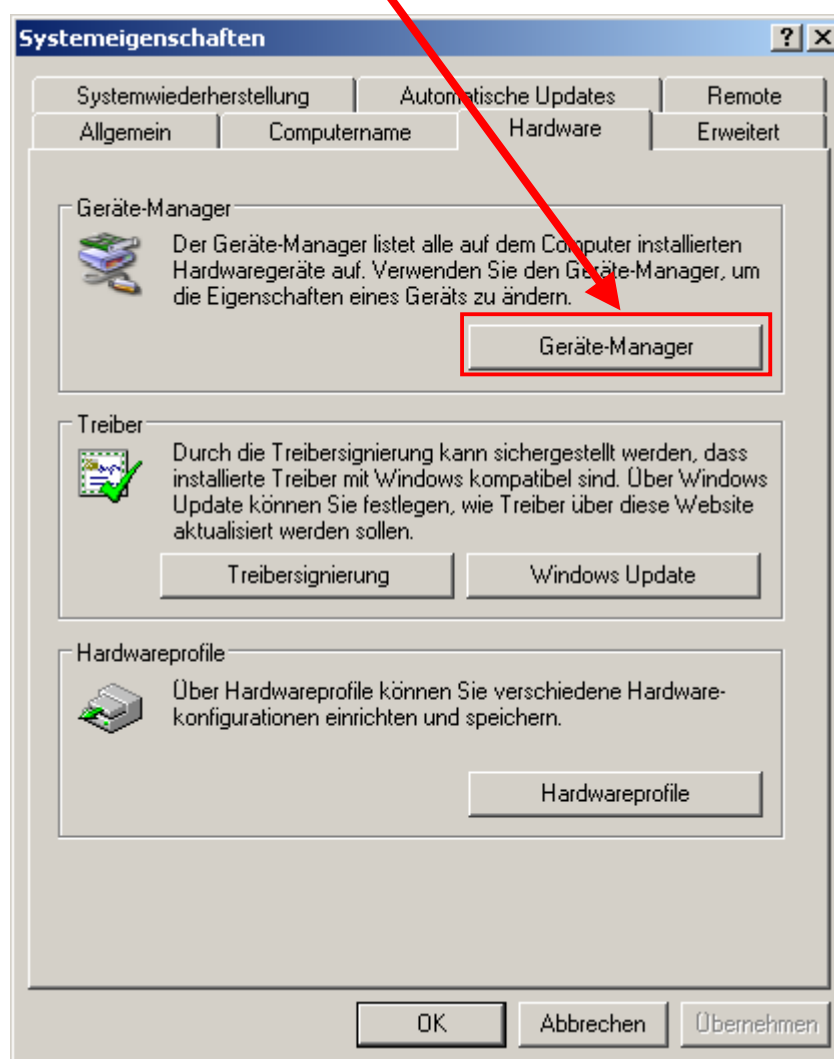 Systemeigenschaften
Systemwiederherstellung Automatische Updates Remote
Allgemein Computername Hardware Erweitert
Geräte-Manager
Der Geräte-Manager listet alle auf dem Computer installierten
Hardwaregeräte auf. Verwenden Sie den Geräte-Manager, um
die Eigenschaften eines Geräts zu ändern.
Geräte-Manager
Treiber
Durch die Treibersignierung kann sichergestellt werden, dass
installierte Treiber mit Windows kompatibel sind. Über Windows
Update können Sie festlegen, wie Treiber über diese Website
aktualisiert werden sollen.
Treibersignierung Windows Update
Hardwareprofile
Über Hardwareprofile können Sie verschiedene Hardware-
konfigurationen einrichten und speichern.
Hardwareprofile
OK Abbrechen Übernehmen